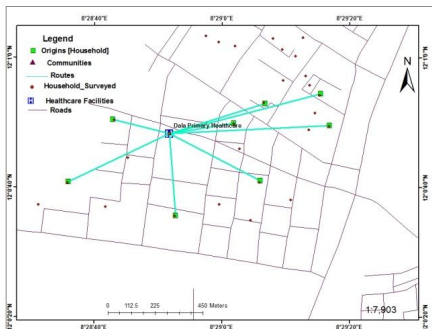 8°28'40"E 8°29'0"E 8°29'20"E
Legend
Origins [Household]
Communities
Routes
Household_Surveyed
Healthcare Facilities
Roads
N
Dala Primary Healthcare
0 112.5 225 450 Meters
1:7,903
8°28'40"E 8°29'0"E 8°29'20"E